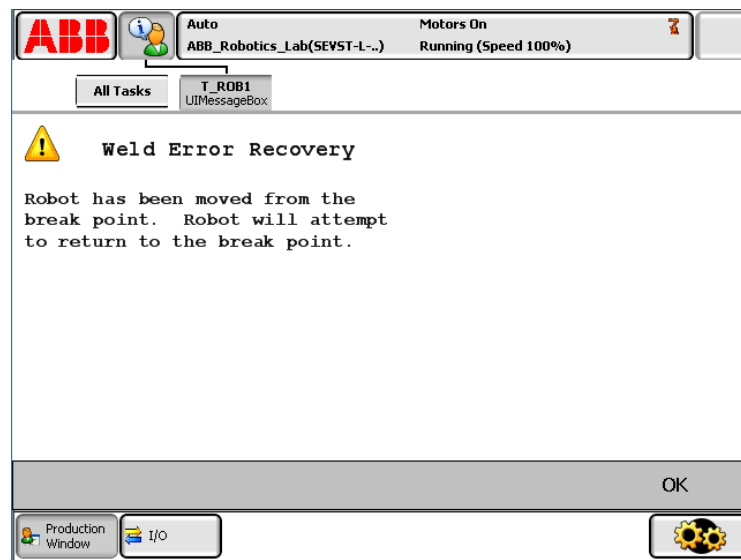 ABB
Auto
Motors On
ABB_Robotics_Lab(SEVST-L-..)
Running (Speed 100%)
All Tasks
T_ROB1
UIMessageBox
Weld Error Recovery
Robot has been moved from the
break point. Robot will attempt
to return to the break point.
OK
Production
Window
I/O